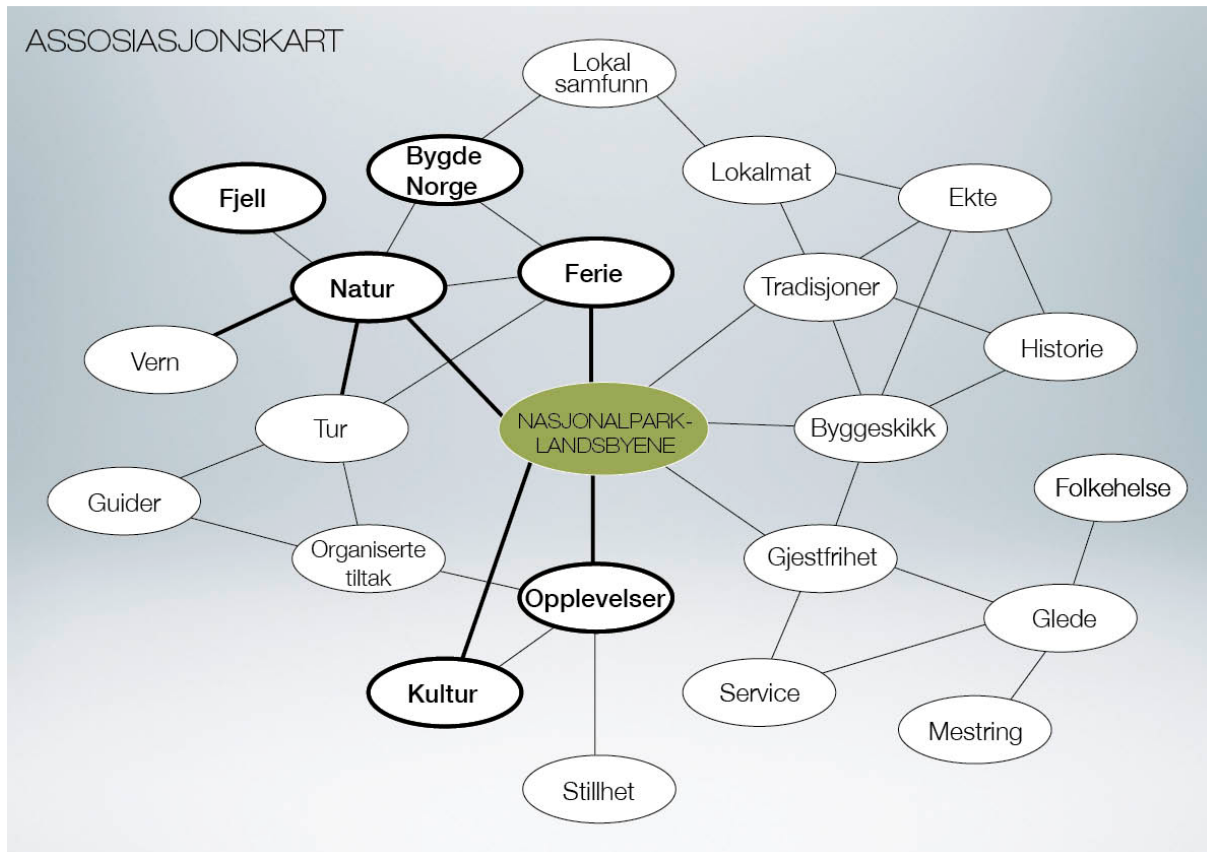 ASSOSIASJONSKART
Lokal
samfunn
Bygde
Norge
Lokalmat
Fjell
Ekte
Natur
Ferie
Tradisjoner
Vern
Historie
Tur
NASJONALPARK-
LANDSBYENE
Byggeskikk
Guider
Folkehelse
Organiserte
tiltak
Gjestfrihet
Opplevelser
Glede
Kultur
Service
Mestring
Stillhet